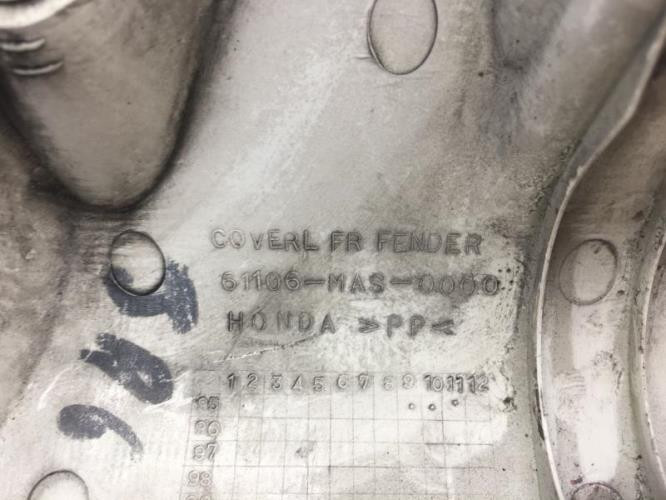 COVERL FR FENDER
61106-MAS-0000
HONDA >PP<
1 2 3 4 5 6 7 8 9 10 11 12
95
96
97
98